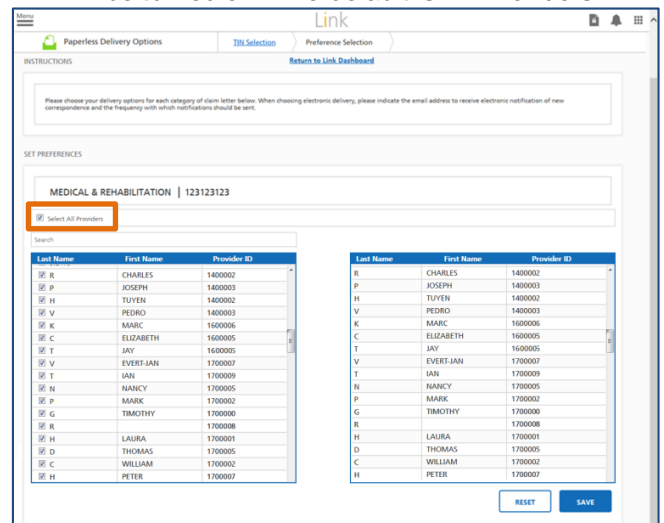 Menu
Link
Paperless Delivery Options
TIN Selection
Preference Selection
INSTRUCTIONS
Return to Link Dashboard
Please choose your delivery options for each category of claim letter below. When choosing electronic delivery, please indicate the email address to receive electronic notification of new
correspondence and the frequency with which notifications should be sent.
SET PREFERENCES
MEDICAL & REHABILITATION | 123123123
Select All Providers
Search
Last Name First Name Provider ID
R CHARLES 1400002
P JOSEPH 1400003
H TUYEN 1400002
V PEDRO 1400003
K MARC 1600006
C ELIZABETH 1600005
T JAY 1600005
V EVERT-JAN 1700007
T IAN 1700009
N NANCY 1700005
P MARK 1700002
G TIMOTHY 1700000
R 1700008
H LAURA 1700001
D THOMAS 1700005
C WILLIAM 1700002
H PETER 1700007
Last Name First Name Provider ID
R CHARLES 1400002
P JOSEPH 1400003
H TUYEN 1400002
V PEDRO 1400003
K MARC 1600006
C ELIZABETH 1600005
T JAY 1600005
V EVERT-JAN 1700007
T IAN 1700009
N NANCY 1700005
P MARK 1700002
G TIMOTHY 1700000
R 1700008
H LAURA 1700001
D THOMAS 1700005
C WILLIAM 1700002
H PETER 1700007
RESET
SAVE